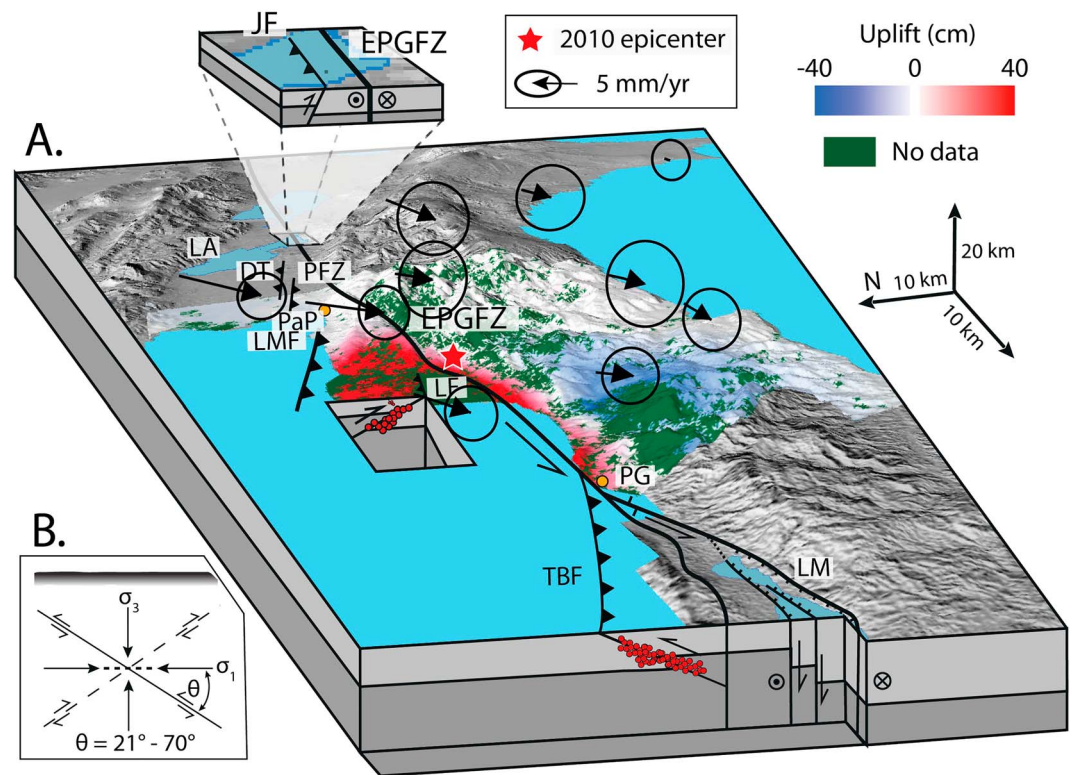 JF
EPGFZ
2010 epicenter
5 mm/yr
Uplift (cm)
-40 0 40
No data
A.
LA
DT
PFZ
PaP
LMF
EPGFZ
LF
20 km
N
10 km
10 km
PG
TBF
LM
B.
σ3
σ1
θ
θ = 21° - 70°